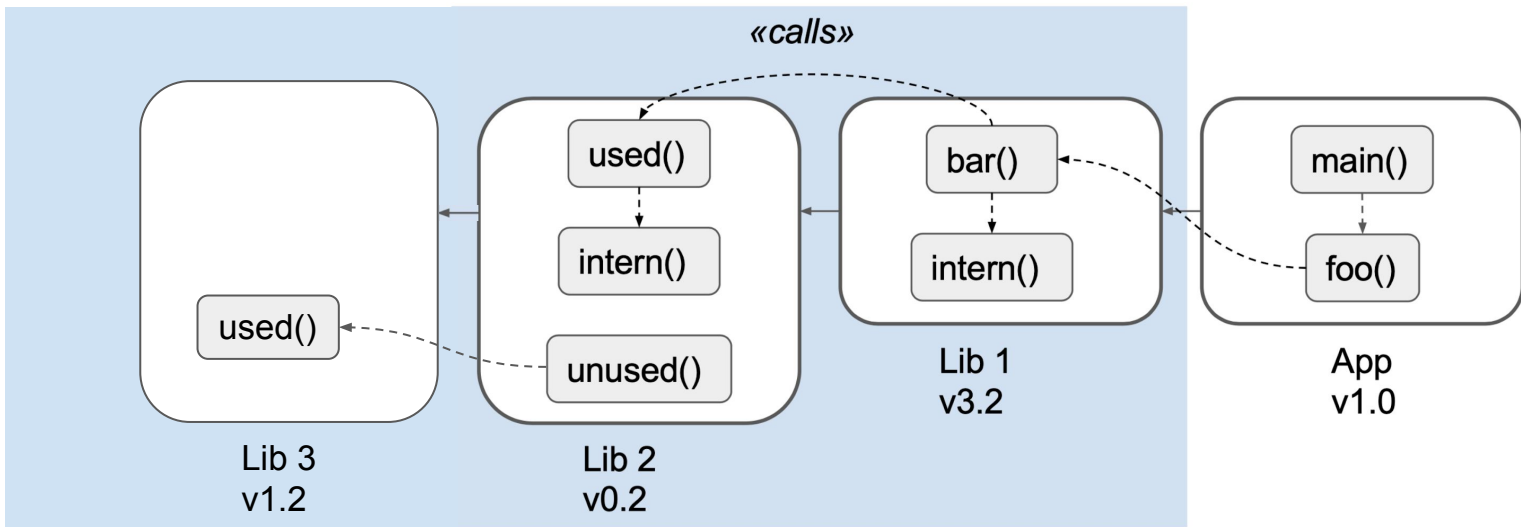 «calls»
used()
bar()
main()
intern()
intern()
foo()
used()
unused()
Lib 1
v3.2
App
v1.0
Lib 3
v1.2
Lib 2
v0.2